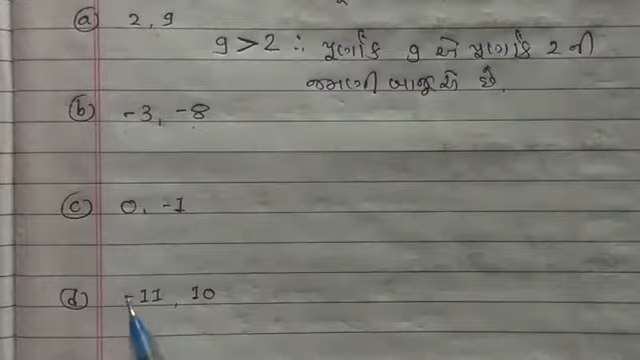 (a) 2, 9
9 > 2 ∴ પૂર્ણાંક 9 એ પૂર્ણાંક 2 ની
જમણી બાજુએ છે.
(b) -3, -8
(c) 0, -1
(d) -11, 10